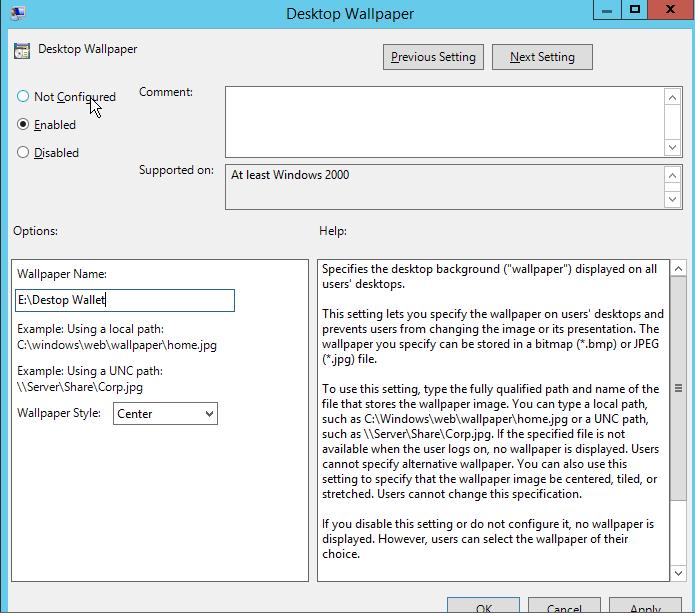 Desktop Wallpaper
Desktop Wallpaper
Previous Setting
Next Setting
Not Configured
Comment:
Enabled
Disabled
Supported on:
At least Windows 2000
Options:
Help:
Wallpaper Name:
E:\Destop Wallet
Example: Using a local path:
C:\windows\web\wallpaper\home.jpg
Example: Using a UNC path:
\\Server\Share\Corp.jpg
Wallpaper Style:
Center
Specifies the desktop background ("wallpaper") displayed on all
users' desktops.
This setting lets you specify the wallpaper on users' desktops and
prevents users from changing the image or its presentation. The
wallpaper you specify can be stored in a bitmap (*.bmp) or JPEG
(*.jpg) file.
To use this setting, type the fully qualified path and name of the
file that stores the wallpaper image. You can type a local path,
such as C:\Windows\web\wallpaper\home.jpg or a UNC path,
such as \\Server\Share\Corp.jpg. If the specified file is not
available when the user logs on, no wallpaper is displayed. Users
cannot specify alternative wallpaper. You can also use this
setting to specify that the wallpaper image be centered, tiled, or
stretched. Users cannot change this specification.
If you disable this setting or do not configure it, no wallpaper is
displayed. However, users can select the wallpaper of their
choice.
OK
Cancel
Apply